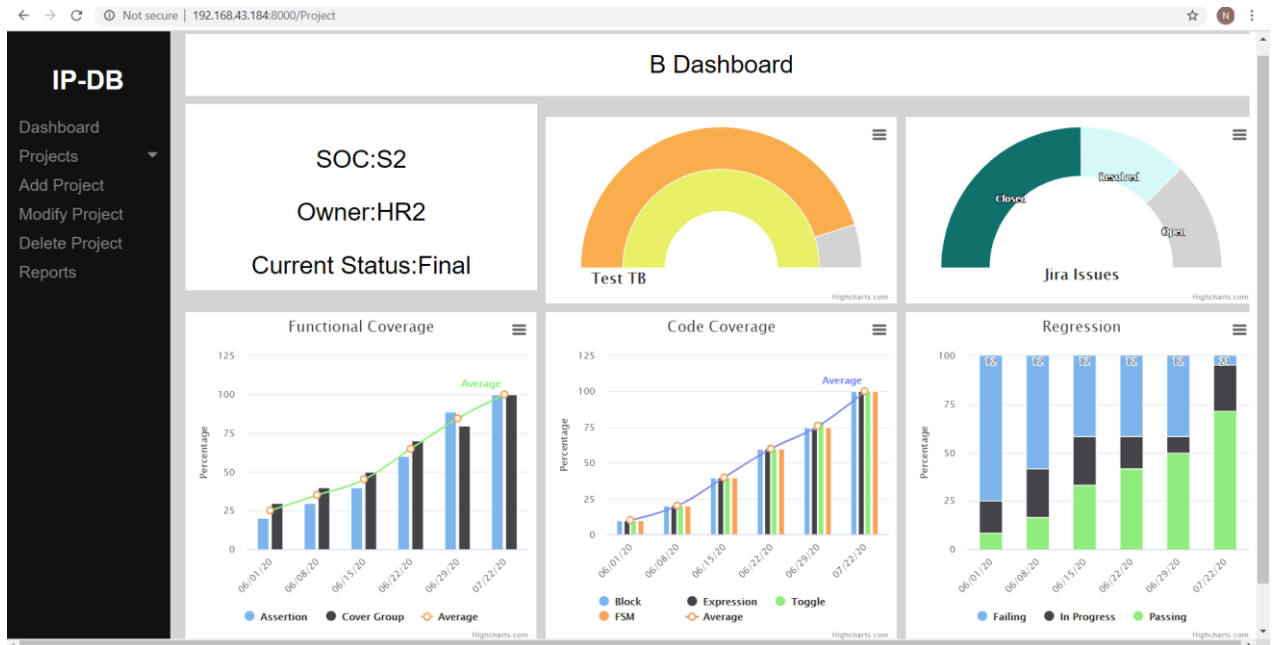 Not secure | 192.168.43.184:8000/Project
N
IP-DB
Dashboard
Projects
Add Project
Modify Project
Delete Project
Reports
B Dashboard
SOC:S2
Owner:HR2
Current Status:Final
Test TB
Highcharts.com
Closed
Resolved
Open
Jira Issues
Highcharts.com
Functional Coverage
Percentage
125
100
75
50
25
0
Average
06/01/20
06/08/20
06/15/20
06/22/20
06/29/20
07/22/20
Assertion
Cover Group
Average
Highcharts.com
Code Coverage
Percentage
125
100
75
50
25
0
Average
06/01/20
06/08/20
06/15/20
06/22/20
06/29/20
07/22/20
Block
Expression
Toggle
FSM
Average
Highcharts.com
Regression
Percentage
100
75
50
25
0
12
12
12
12
12
21
06/01/20
06/08/20
06/15/20
06/22/20
06/29/20
07/22/20
Failing
In Progress
Passing
Highcharts.com